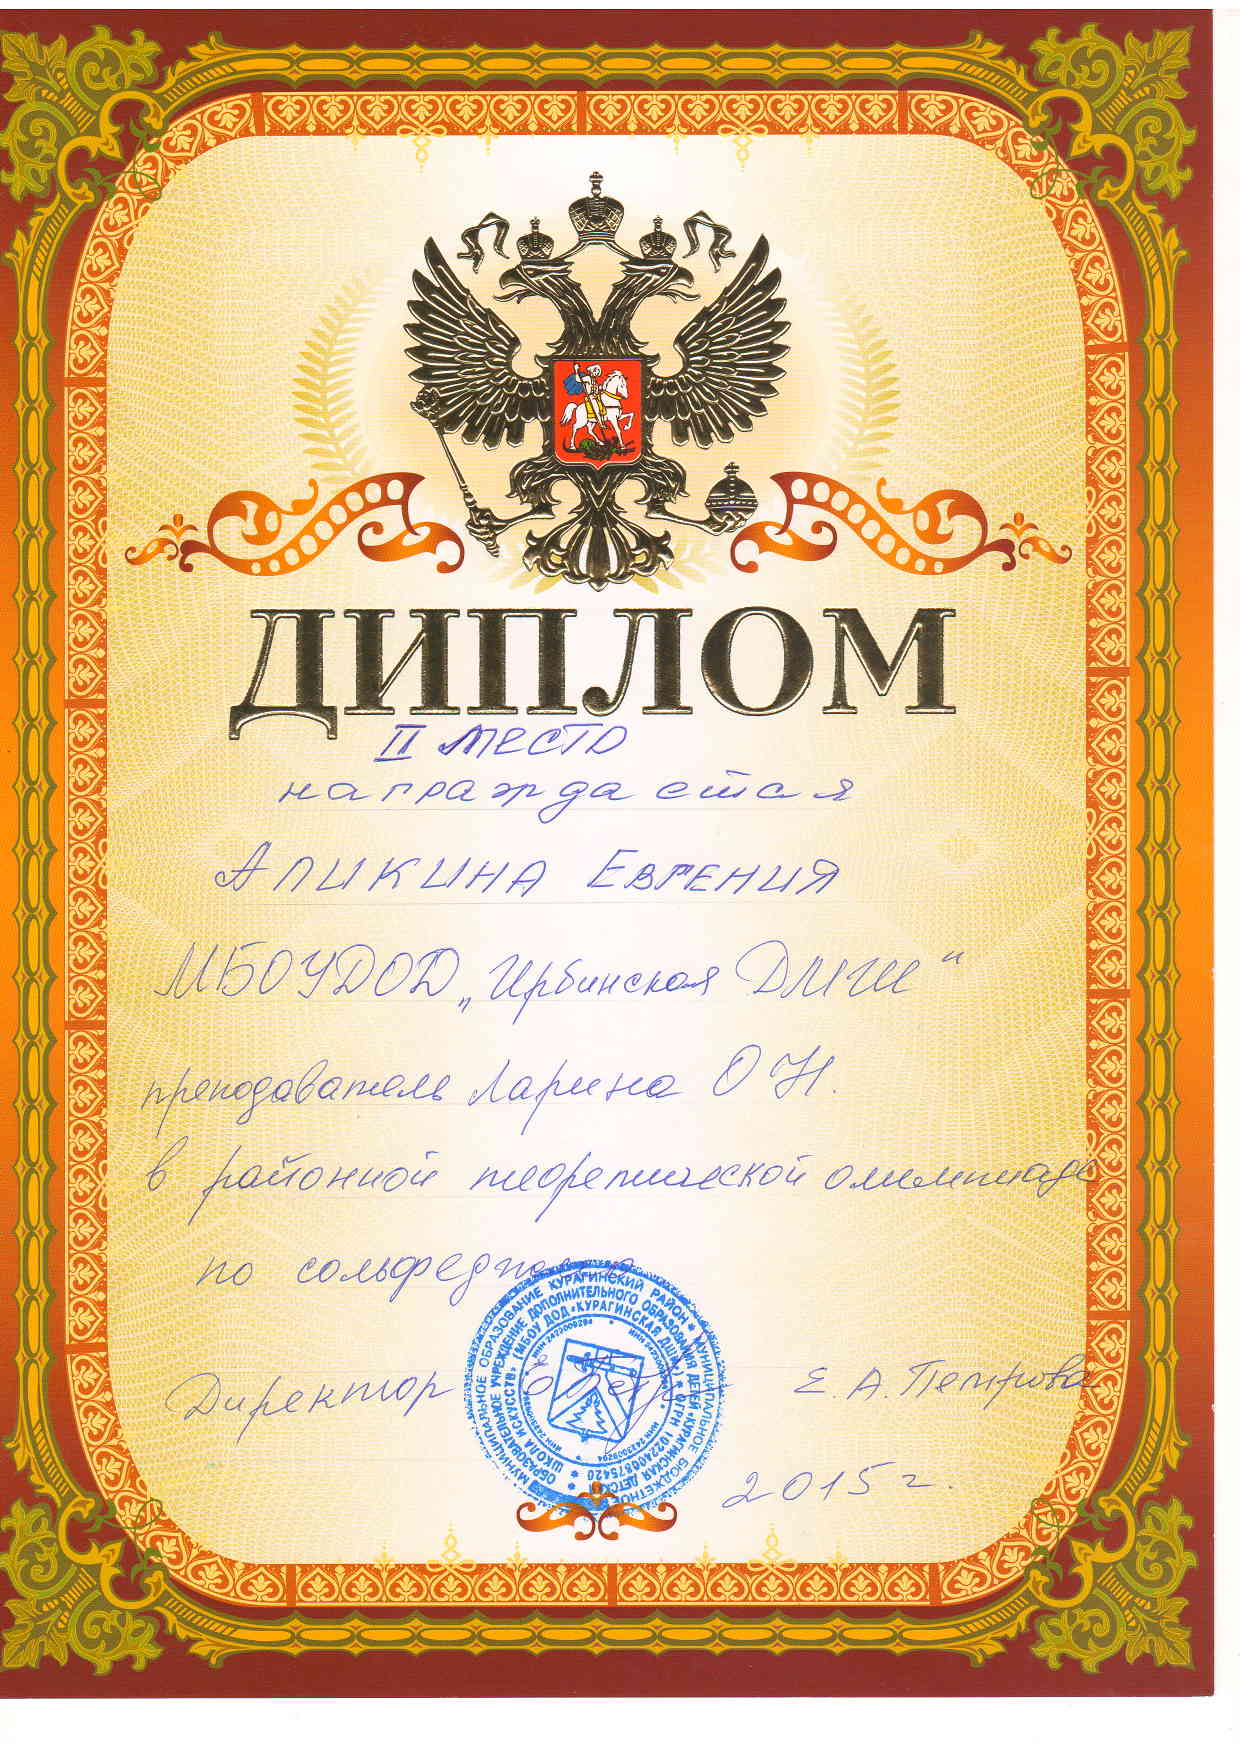 ДИПЛОМ
II место
награждается
Аликина Евгения
МБОУДОД „Ирбинская ДМШ“
преподаватель Ларина О Н.
в районной теоретической олимпиаде
по сольфеджио
Директор Е. А. Петрова
2015 г.
МУНИЦИПАЛЬНОЕ ОБРАЗОВАНИЕ КУРАГИНСКИЙ РАЙОН * МУНИЦИПАЛЬНОЕ БЮДЖЕТНОЕ
ОБРАЗОВАТЕЛЬНОЕ УЧРЕЖДЕНИЕ ДОПОЛНИТЕЛЬНОГО ОБРАЗОВАНИЯ ДЕТЕЙ «КУРАГИНСКАЯ ДЕТСКАЯ
ШКОЛА ИСКУССТВ» (МБОУ ДОД «КУРАГИНСКАЯ ДШИ») * ОГРН 1022400875420 *